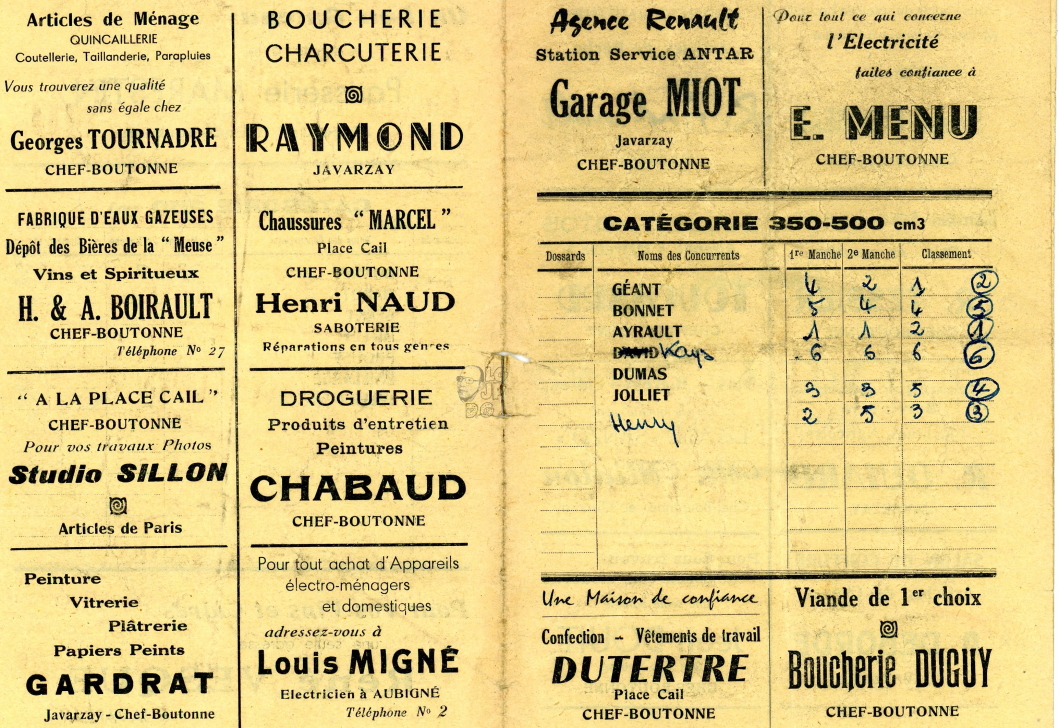 Articles de Ménage
QUINCAILLERIE
Coutellerie, Taillanderie, Parapluies
Vous trouverez une qualité
sans égale chez
Georges TOURNADRE
CHEF-BOUTONNE
FABRIQUE D'EAUX GAZEUSES
Dépôt des Bières de la " Meuse "
Vins et Spiritueux
H. & A. BOIRAULT
CHEF-BOUTONNE
Téléphone No 27
" A LA PLACE CAIL "
CHEF-BOUTONNE
Pour vos travaux Photos
Studio SILLON
Articles de Paris
Peinture
Vitrerie
Plâtrerie
Papiers Peints
GARDRAT
Javarzay - Chef-Boutonne
BOUCHERIE
CHARCUTERIE
RAYMOND
JAVARZAY
Chaussures " MARCEL "
Place Cail
CHEF-BOUTONNE
Henri NAUD
SABOTERIE
Réparations en tous genres
DROGUERIE
Produits d'entretien
Peintures
CHABAUD
CHEF-BOUTONNE
Pour tout achat d'Appareils
électro-ménagers
et domestiques
adressez-vous à
Louis MIGNÉ
Electricien à AUBIGNÉ
Téléphone No 2
Agence Renault
Station Service ANTAR
Garage MIOT
Javarzay
CHEF-BOUTONNE
Pour tout ce qui concerne
l'Electricité
faites confiance à
E. MENU
CHEF-BOUTONNE
CATÉGORIE 350-500 cm3
Dossards Noms des Concurrents 1re Manche 2e Manche Classement
GÉANT 4 2 1 2
BONNET 5 4 4 5
AYRAULT 1 1 2 1
DAVID Kays 6 6 6 6
DUMAS
JOLLIET 3 3 5 4
Henry 2 5 3 3
Une Maison de confiance
Confection - Vêtements de travail
DUTERTRE
Place Cail
CHEF-BOUTONNE
Viande de 1er choix
Boucherie DUGUY
CHEF-BOUTONNE